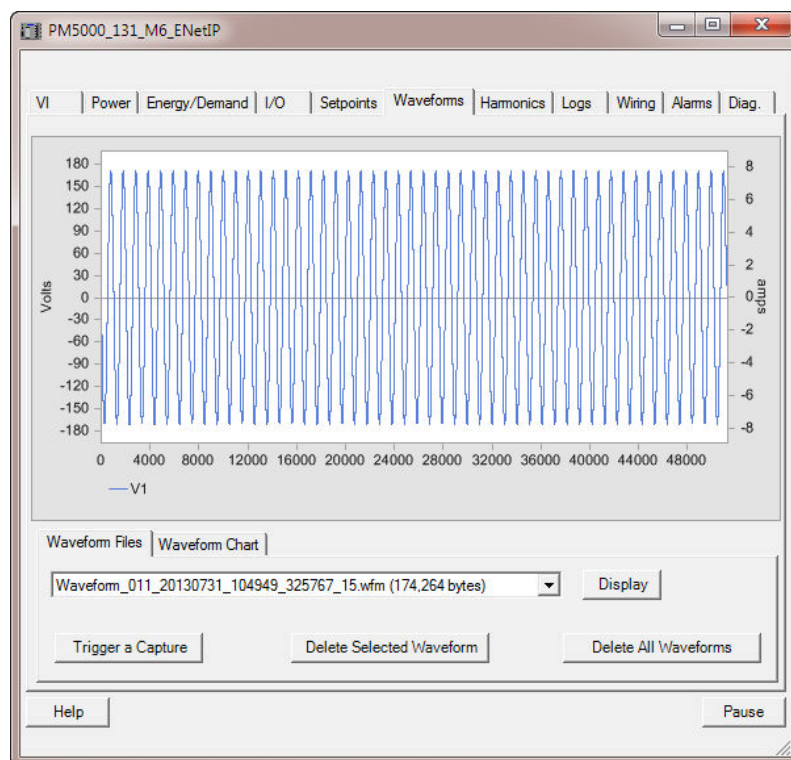 PM5000_131_M6_ENetIP
VI Power Energy/Demand I/O Setpoints Waveforms Harmonics Logs Wiring Alarms Diag.
180
150
120
90
60
30
0
-30
-60
-90
-120
-150
-180
Volts
8
6
4
2
0
-2
-4
-6
-8
amps
0 4000 8000 12000 16000 20000 24000 28000 32000 36000 40000 44000 48000
V1
Waveform Files Waveform Chart
Waveform_011_20130731_104949_325767_15.wfm (174,264 bytes) Display
Trigger a Capture Delete Selected Waveform Delete All Waveforms
Help Pause